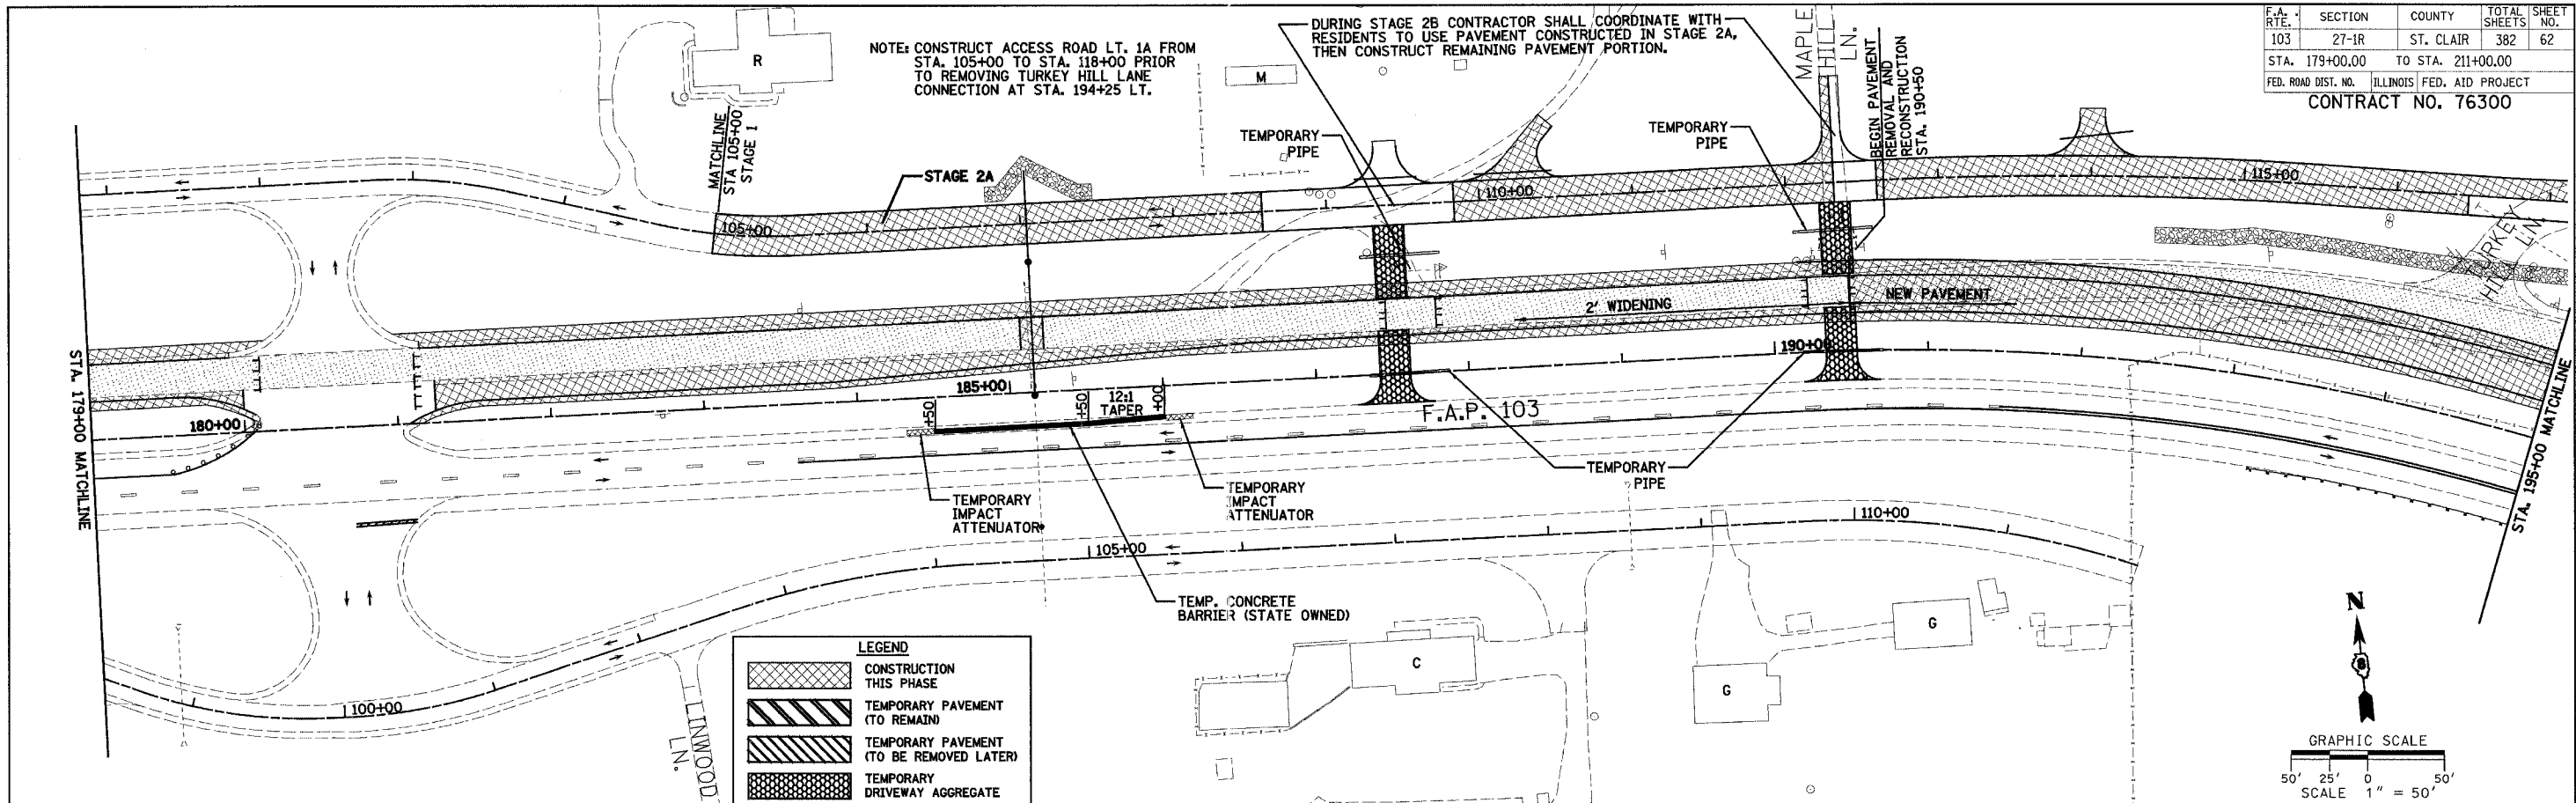 F.A. RTE. SECTION COUNTY TOTAL SHEETS SHEET NO.
103 27-1R ST. CLAIR 382 62
STA. 179+00.00 TO STA. 211+00.00
FED. ROAD DIST. NO. ILLINOIS FED. AID PROJECT
CONTRACT NO. 76300
NOTE: CONSTRUCT ACCESS ROAD LT. 1A FROM
STA. 105+00 TO STA. 118+00 PRIOR
TO REMOVING TURKEY HILL LANE
CONNECTION AT STA. 194+25 LT.
DURING STAGE 2B CONTRACTOR SHALL COORDINATE WITH
RESIDENTS TO USE PAVEMENT CONSTRUCTED IN STAGE 2A,
THEN CONSTRUCT REMAINING PAVEMENT PORTION.
R
M
MAPLE
HILL
LN.
BEGIN PAVEMENT
REMOVAL AND
RECONSTRUCTION
STA. 190+50
MATCHLINE
STA 105+00
STAGE 1
TEMPORARY
PIPE
TEMPORARY
PIPE
STAGE 2A
105+00
110+00
115+00
TURKEY
HILL LN.
2' WIDENING
NEW PAVEMENT
STA. 179+00 MATCHLINE
180+00
185+00
190+00
+50
+50
12:1
TAPER
+00
F.A.P. 103
STA. 195+00 MATCHLINE
TEMPORARY
PIPE
TEMPORARY
IMPACT
ATTENUATOR
TEMPORARY
IMPACT
ATTENUATOR
105+00
110+00
TEMP. CONCRETE
BARRIER (STATE OWNED)
100+00
LINWOOD
LN.
C
G
G
LEGEND
CONSTRUCTION
THIS PHASE
TEMPORARY PAVEMENT
(TO REMAIN)
TEMPORARY PAVEMENT
(TO BE REMOVED LATER)
TEMPORARY
DRIVEWAY AGGREGATE
N
GRAPHIC SCALE
50' 25' 0 50'
SCALE 1" = 50'